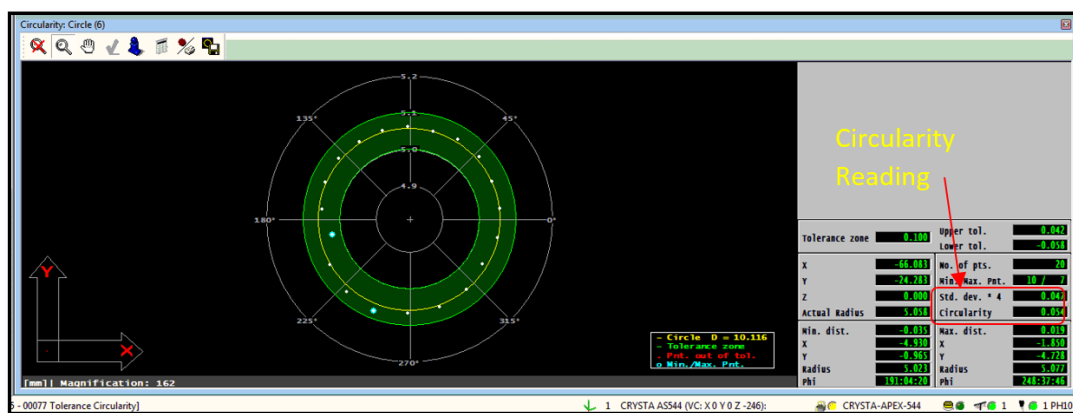 Circularity: Circle (6)
5.2
5.1
5.0
4.9
135°
45°
180°
0°
225°
315°
270°
Y
X
- Circle D = 10.116
- Tolerance zone
. Pnt. out of tol.
o Min./Max. Pnt.
[mm]| Magnification: 162
Circularity
Reading
Tolerance zone 0.100
Upper tol. 0.042
Lower tol. -0.058
X -66.083
Y -24.283
Z 0.000
Actual Radius 5.058
No. of pts. 20
Min./Max. Pnt. 10 / 7
Std. dev. * 4 0.047
Circularity 0.054
Min. dist. -0.035
X -4.930
Y -0.965
Radius 5.023
Phi 191:04:20
Max. dist. 0.019
X -1.850
Y -4.728
Radius 5.077
Phi 248:37:46
5 - 00077 Tolerance Circularity]
1 CRYSTA AS544 (VC: X 0 Y 0 Z -246):
CRYSTA-APEX-544
1
1 PH10